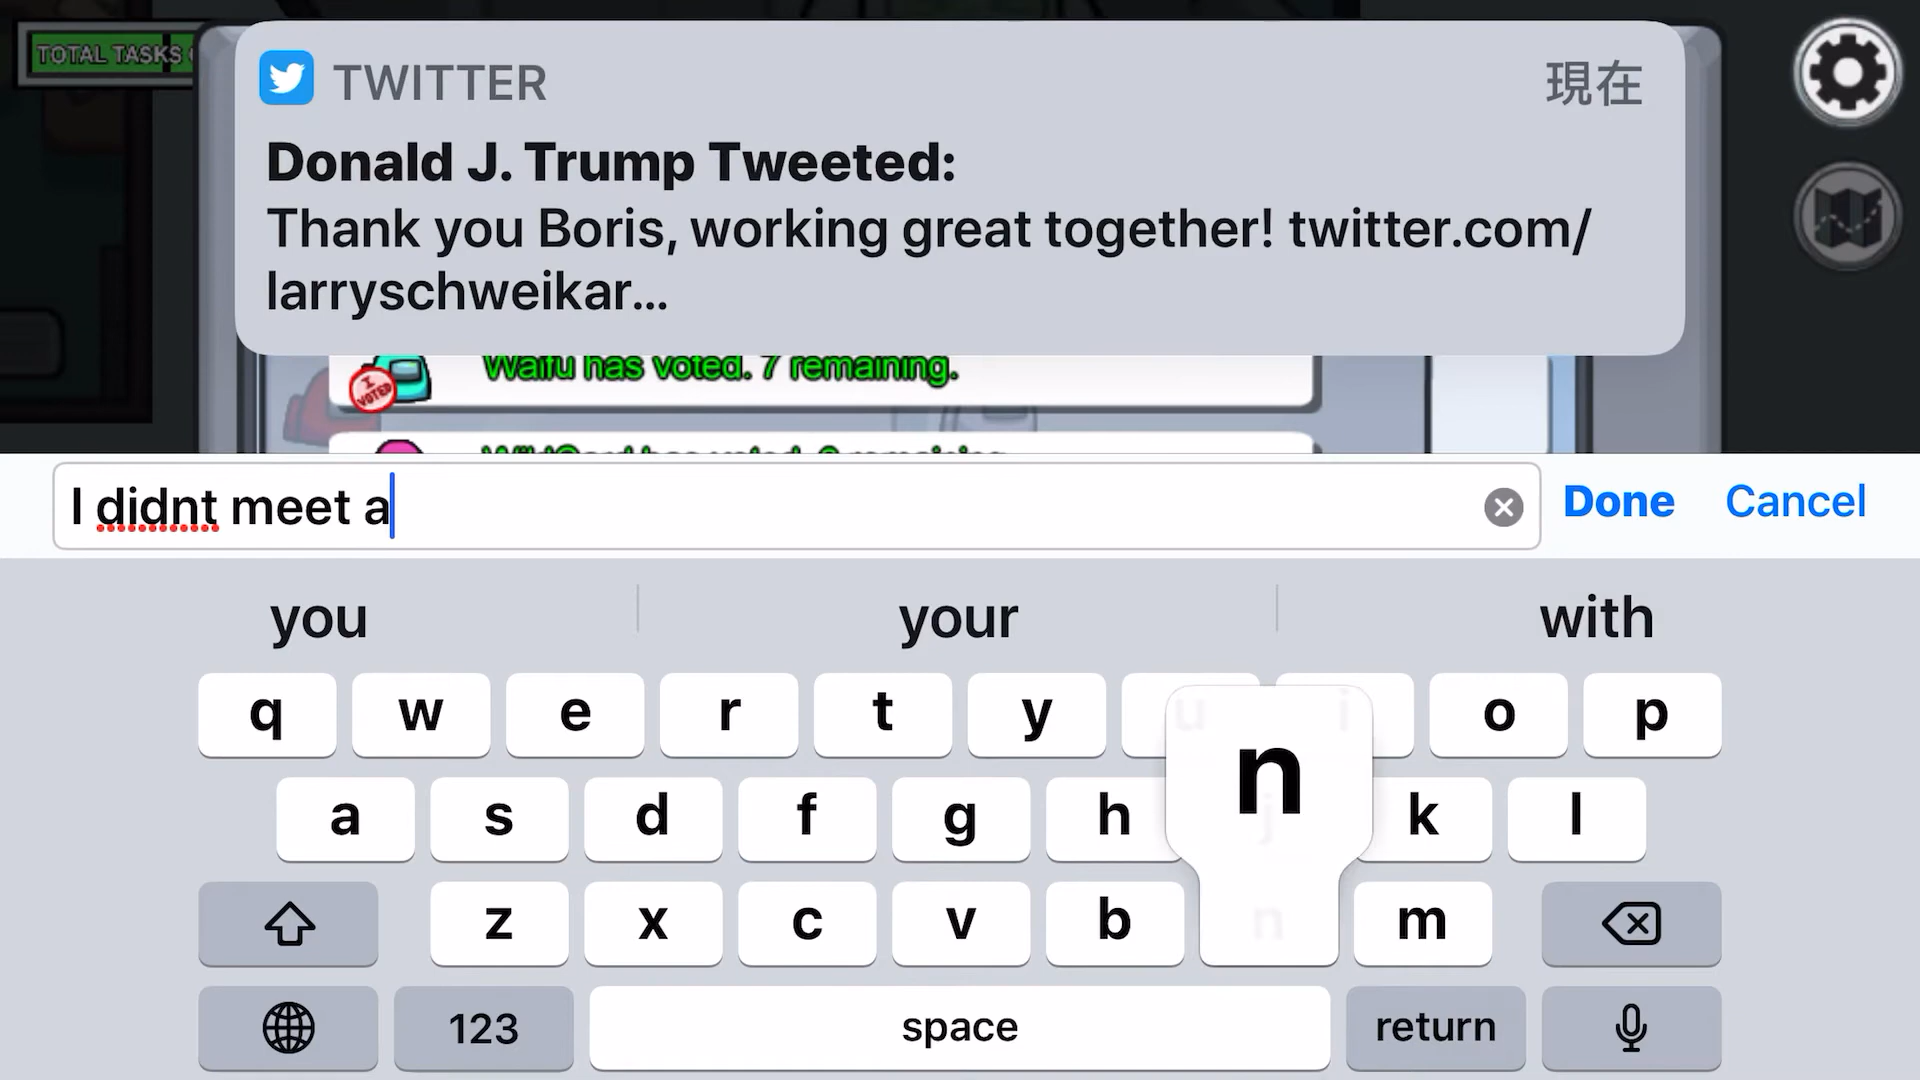 TOTAL TASKS
TWITTER
現在
Donald J. Trump Tweeted:
Thank you Boris, working great together! twitter.com/
larryschweikar…
I VOTED
Waifu has voted. 7 remaining.
I didnt meet a
Done
Cancel
you
your
with
q w e r t y u i o p
n
a s d f g h j k l
z x c v b n m
123
space
return